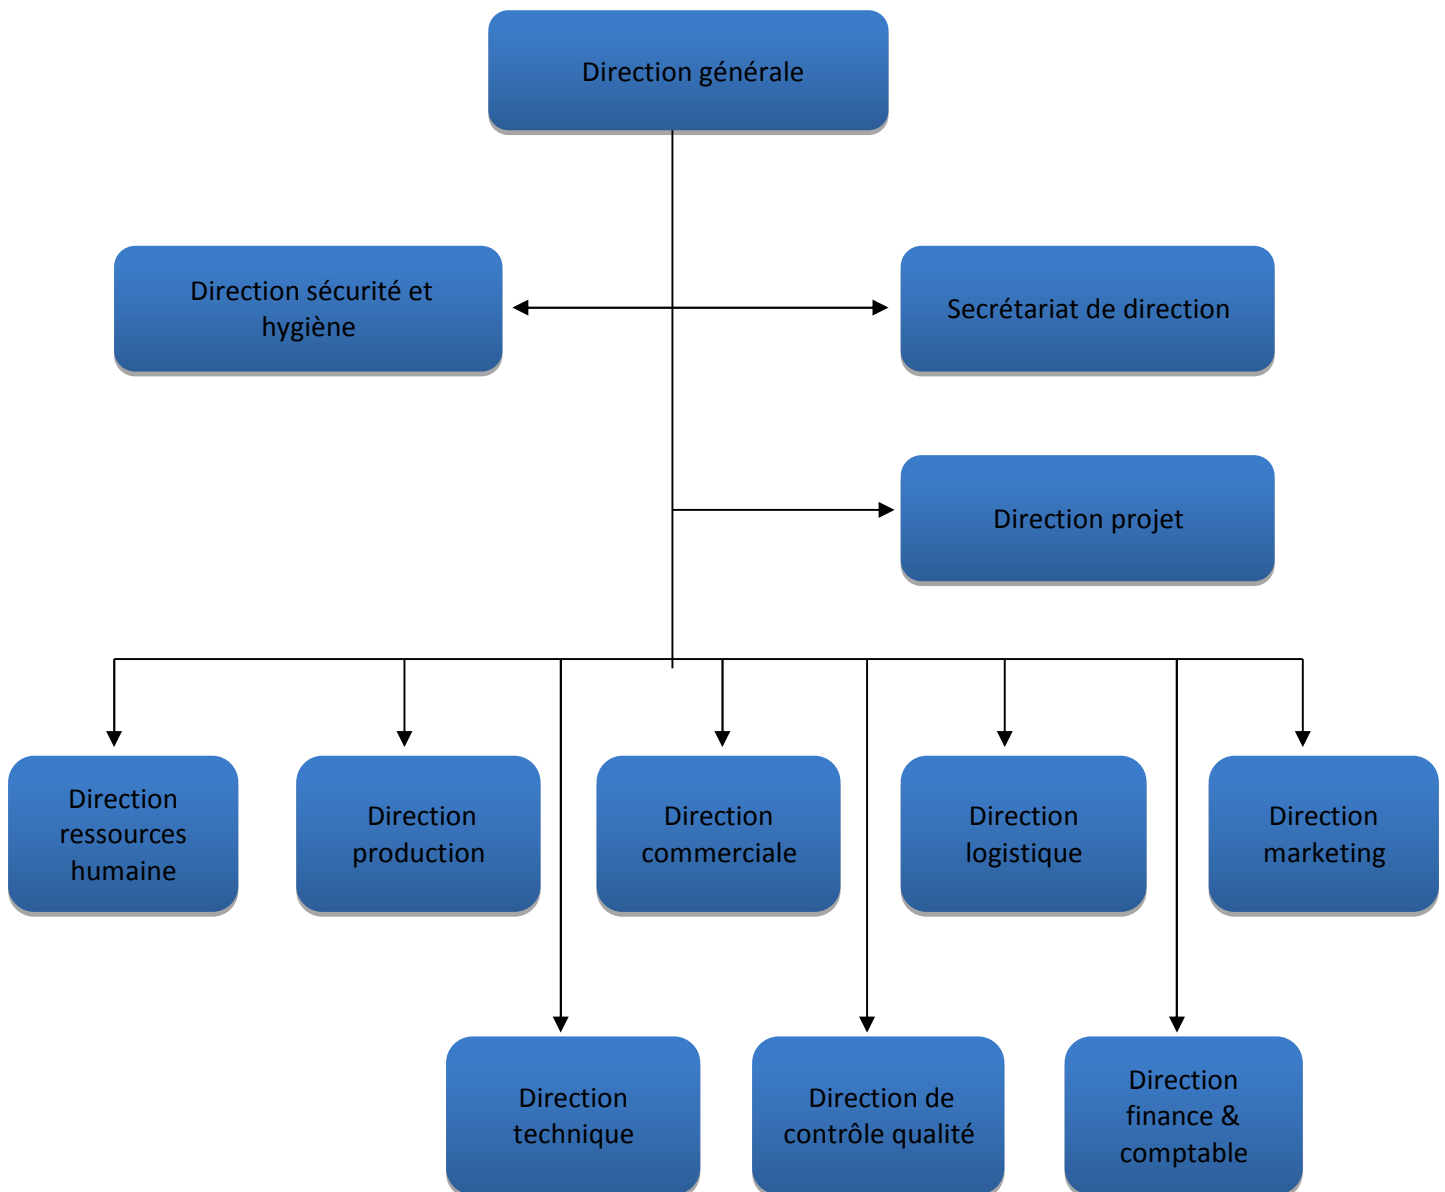 Direction générale
Direction sécurité et
hygiène
Secrétariat de direction
Direction projet
Direction
ressources
humaine
Direction
production
Direction
commerciale
Direction
logistique
Direction
marketing
Direction
technique
Direction de
contrôle qualité
Direction
finance &
comptable